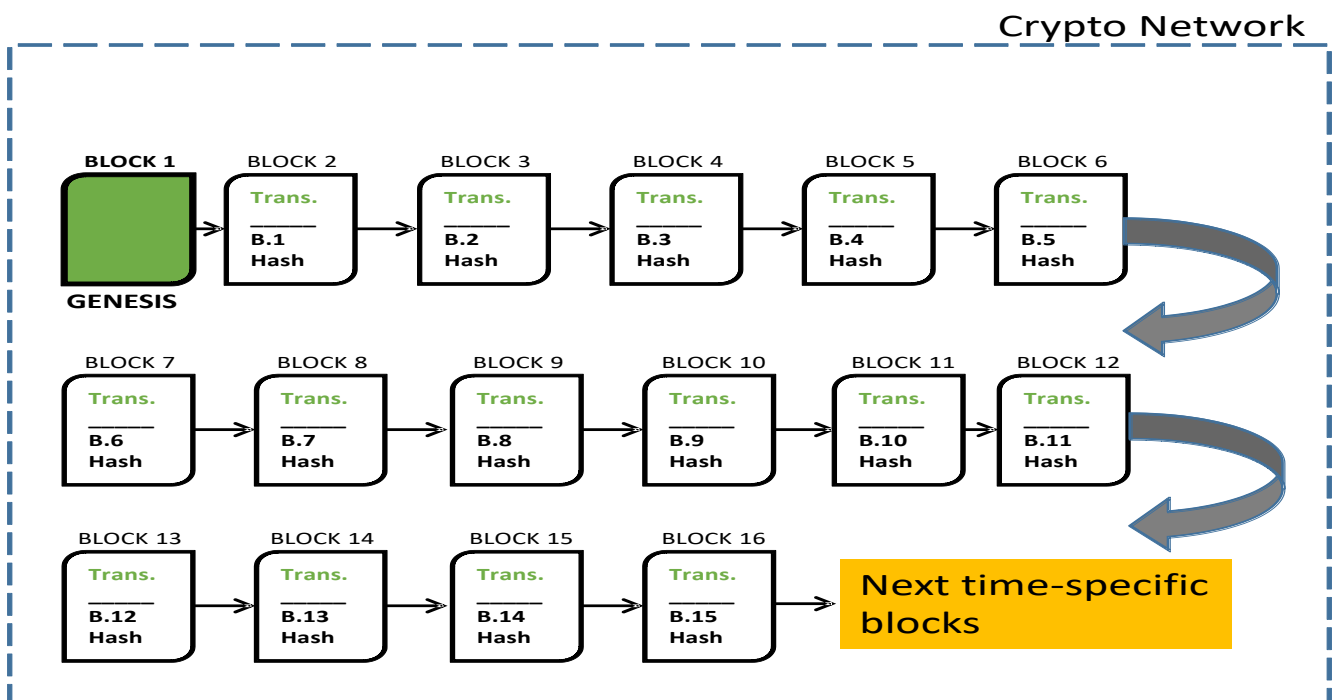 Crypto Network
BLOCK 1 BLOCK 2 BLOCK 3 BLOCK 4 BLOCK 5 BLOCK 6
Trans. Trans. Trans. Trans. Trans.
B.1 B.2 B.3 B.4 B.5
Hash Hash Hash Hash Hash
GENESIS
BLOCK 7 BLOCK 8 BLOCK 9 BLOCK 10 BLOCK 11 BLOCK 12
Trans. Trans. Trans. Trans. Trans. Trans.
B.6 B.7 B.8 B.9 B.10 B.11
Hash Hash Hash Hash Hash Hash
BLOCK 13 BLOCK 14 BLOCK 15 BLOCK 16
Trans. Trans. Trans. Trans.
B.12 B.13 B.14 B.15
Hash Hash Hash Hash
Next time-specific
blocks